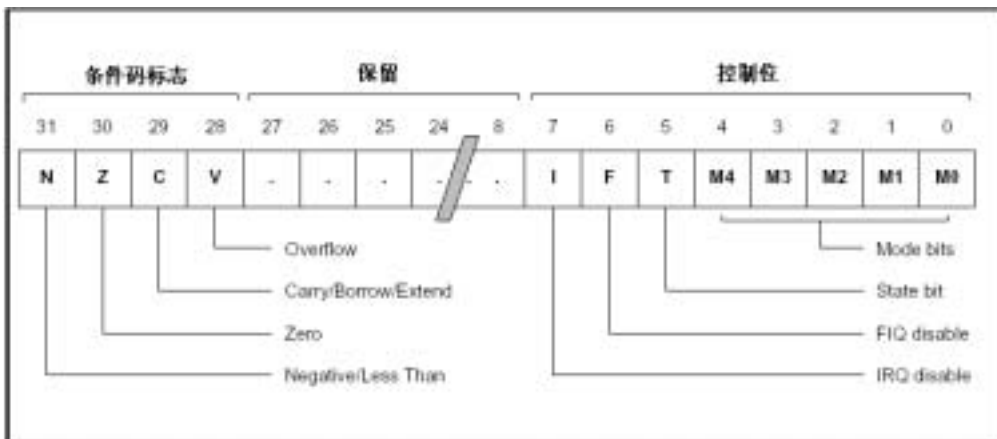 条件码标志 保留 控制位
31 30 29 28 27 26 25 24 8 7 6 5 4 3 2 1 0
N Z C V . . . . . I F T M4 M3 M2 M1 M0
Overflow Mode bits
Carry/Borrow/Extend State bit
Zero FIQ disable
Negative/Less Than IRQ disable